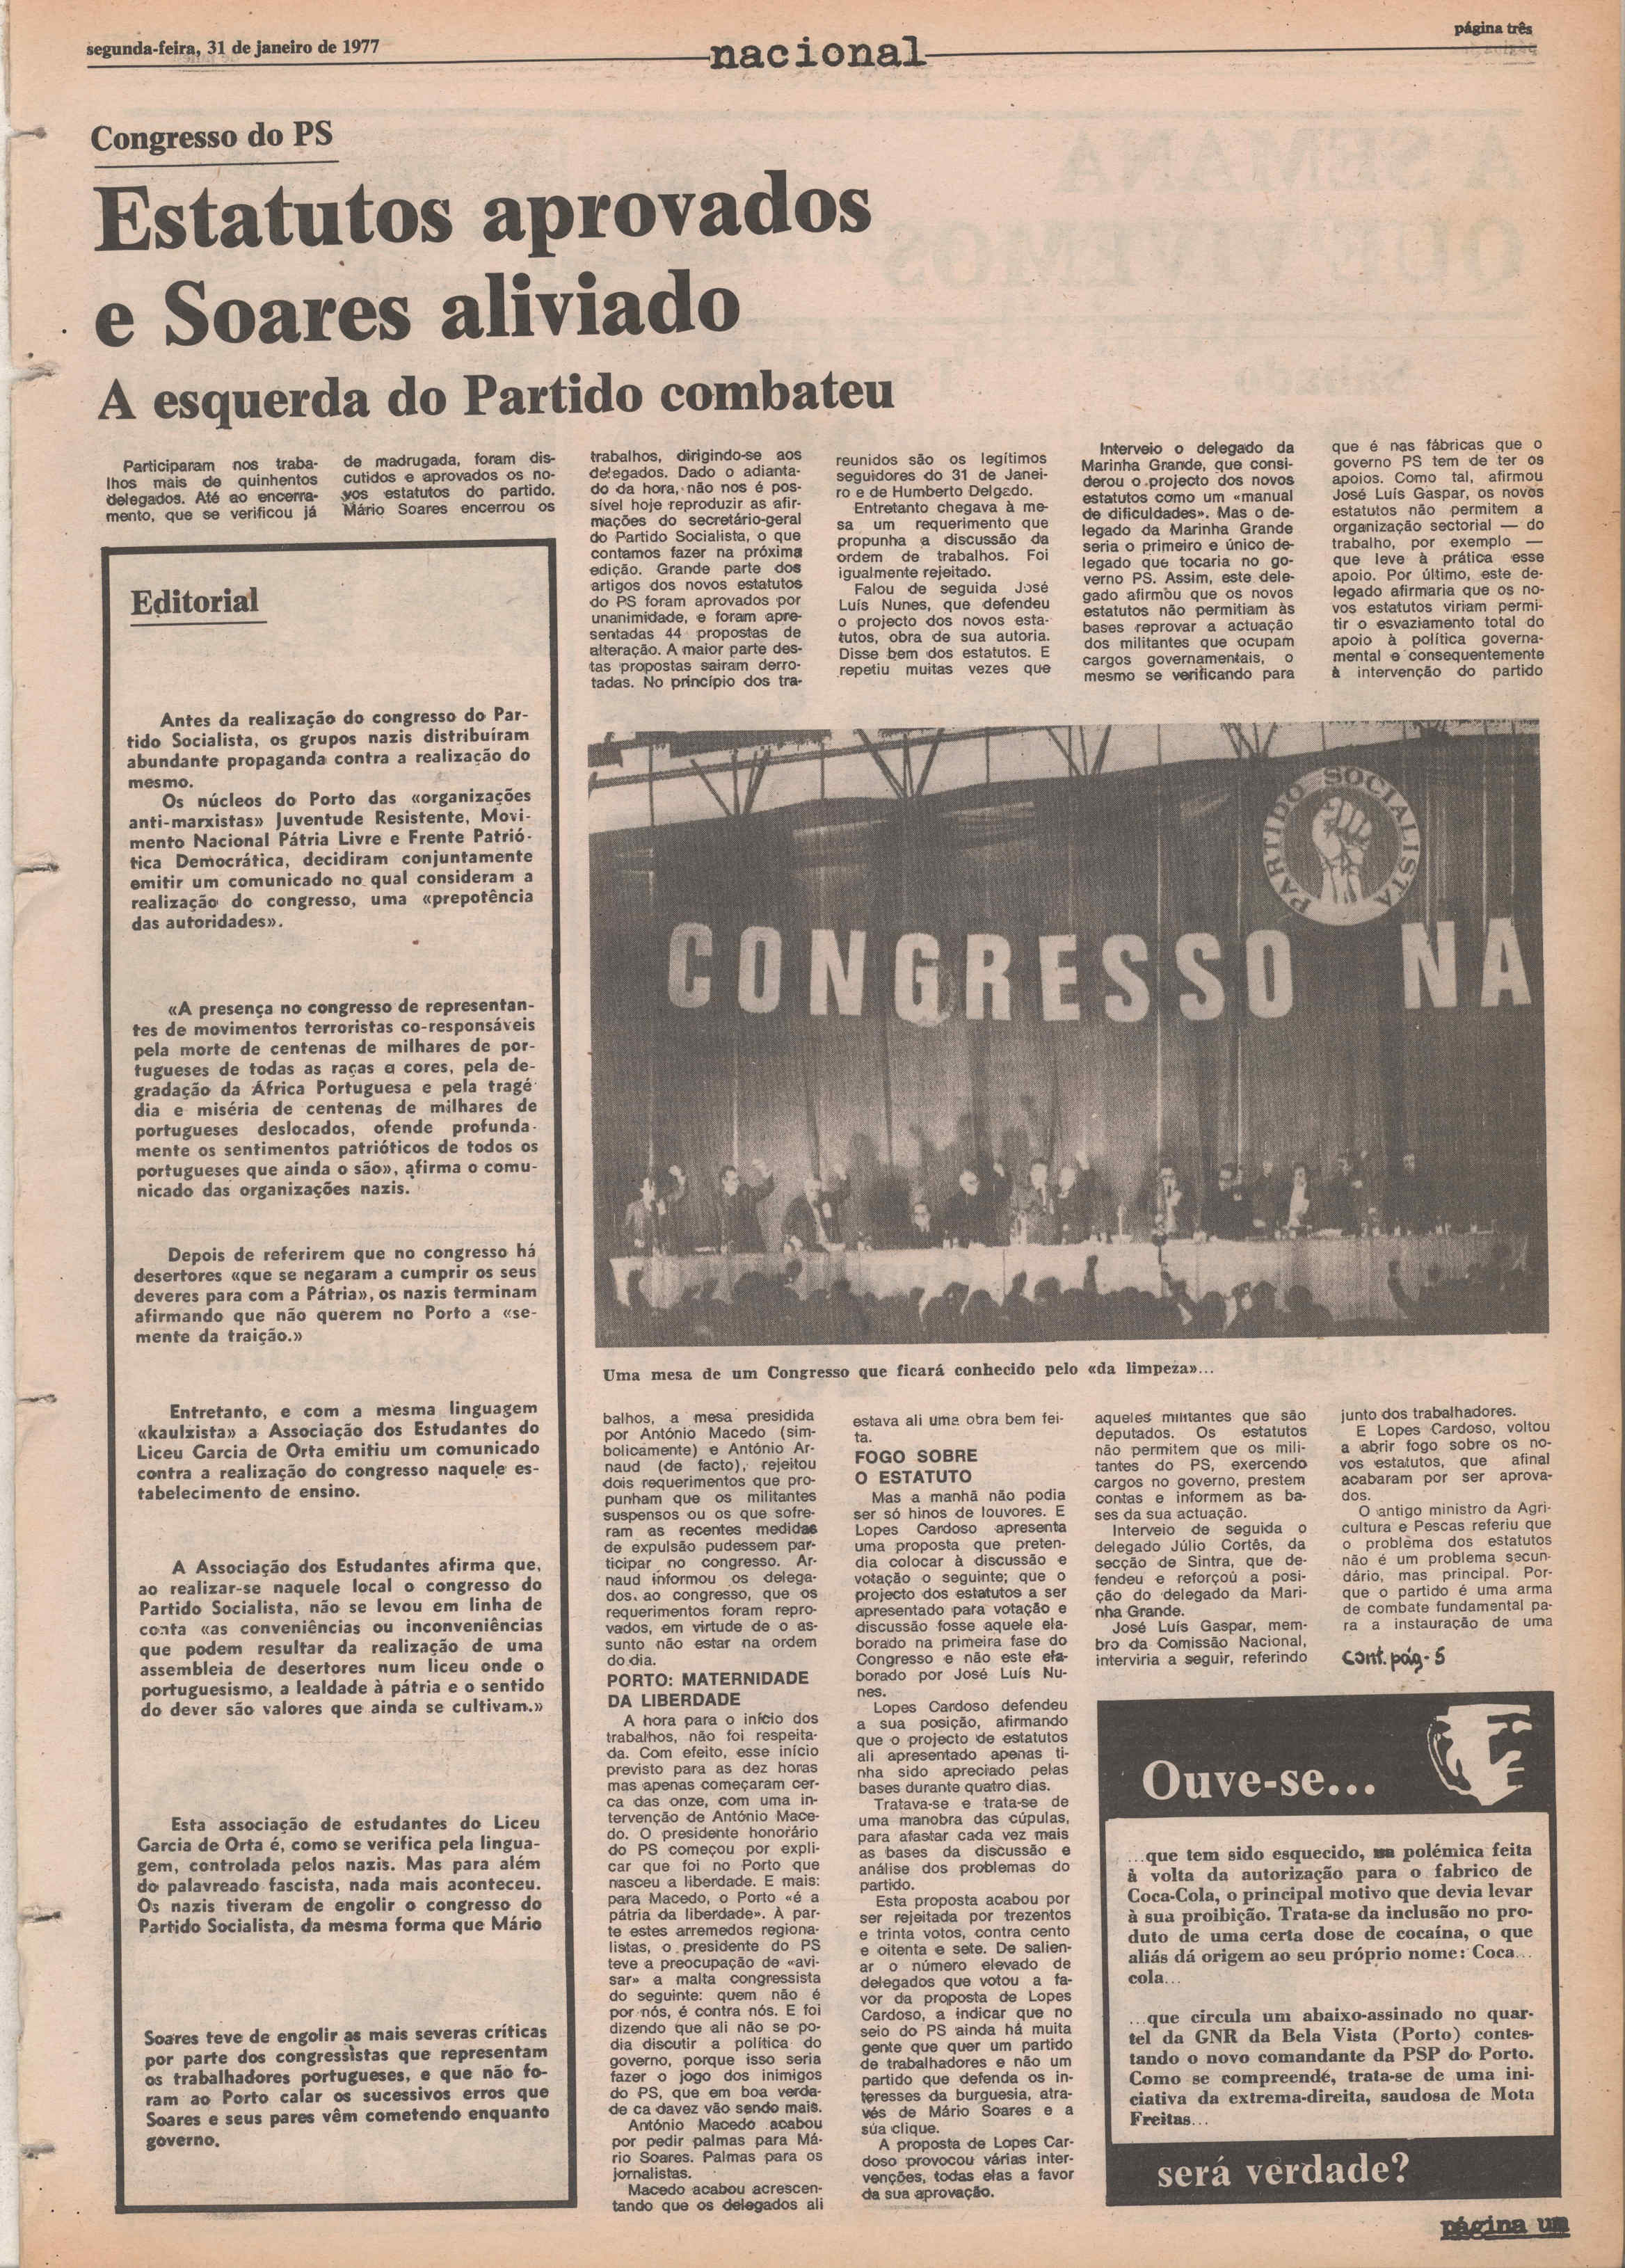 segunda-feira, 31 de janeiro de 1977
nacional
página três
Congresso do PS
Estatutos aprovados
e Soares aliviado
A esquerda do Partido combateu
Participaram nos traba-
lhos mais de quinhentos
delegados. Até ao encerra-
mento, que se verificou já
de madrugada, foram dis-
cutidos e aprovados os no-
vos estatutos do partido.
Mário Soares encerrou os
trabalhos, dirigindo-se aos
delegados. Dado o adianta-
do da hora, não nos é pos-
sível hoje reproduzir as afir-
mações do secretário-geral
do Partido Socialista, o que
contamos fazer na próxima
edição. Grande parte dos
artigos dos novos estatutos
do PS foram aprovados por
unanimidade, e foram apre-
sentadas 44 propostas de
alteração. A maior parte des-
tas propostas sairam derro-
tadas. No princípio dos tra-
reunidos são os legítimos
seguidores do 31 de Janei-
ro e de Humberto Delgado.
Entretanto chegava à me-
sa um requerimento que
propunha a discussão da
ordem de trabalhos. Foi
igualmente rejeitado.
Falou de seguida José
Luís Nunes, que defendeu
o projecto dos novos esta-
tutos, obra de sua autoria.
Disse bem dos estatutos. E
repetiu muitas vezes que
Interveio o delegado da
Marinha Grande, que consi-
derou o projecto dos novos
estatutos como um «manual
de dificuldades». Mas o de-
legado da Marinha Grande
seria o primeiro e único de-
legado que tocaria no go-
verno PS. Assim, este dele-
gado afirmou que os novos
estatutos não permitiam às
bases reprovar a actuação
dos militantes que ocupam
cargos governamentais, o
mesmo se verificando para
que é nas fábricas que o
governo PS tem de ter os
apoios. Como tal, afirmou
José Luís Gaspar, os novos
estatutos não permitem a
organização sectorial — do
trabalho, por exemplo —
que leve à prática esse
apoio. Por último, este de-
legado afirmaria que os no-
vos estatutos viriam permi-
tir o esvaziamento total do
apoio à política governa-
mental e consequentemente
à intervenção do partido
Editorial
Antes da realização do congresso do Par-
tido Socialista, os grupos nazis distribuíram
abundante propaganda contra a realização do
mesmo.
Os núcleos do Porto das «organizações
anti-marxistas» Juventude Resistente, Movi-
mento Nacional Pátria Livre e Frente Patrió-
tica Democrática, decidiram conjuntamente
emitir um comunicado no qual consideram a
realização do congresso, uma «prepotência
das autoridades».
«A presença no congresso de representan-
tes de movimentos terroristas co-responsáveis
pela morte de centenas de milhares de por-
tugueses de todas as raças e cores, pela de-
gradação da África Portuguesa e pela tragé-
dia e miséria de centenas de milhares de
portugueses deslocados, ofende profunda-
mente os sentimentos patrióticos de todos os
portugueses que ainda o são», afirma o comu-
nicado das organizações nazis.
Depois de referirem que no congresso há
desertores «que se negaram a cumprir os seus
deveres para com a Pátria», os nazis terminam
afirmando que não querem no Porto a «se-
mente da traição.»
Entretanto, e com a mesma linguagem
«kaulzista» a Associação dos Estudantes do
Liceu Garcia de Orta emitiu um comunicado
contra a realização do congresso naquele es-
tabelecimento de ensino.
A Associação dos Estudantes afirma que,
ao realizar-se naquele local o congresso do
Partido Socialista, não se levou em linha de
conta «as conveniências ou inconveniências
que podem resultar da realização de uma
assembleia de desertores num liceu onde o
portuguesismo, a lealdade à pátria e o sentido
do dever são valores que ainda se cultivam.»
Esta associação de estudantes do Liceu
Garcia de Orta é, como se verifica pela lingua-
gem, controlada pelos nazis. Mas para além
do palavreado fascista, nada mais aconteceu.
Os nazis tiveram de engolir o congresso do
Partido Socialista, da mesma forma que Mário
Soares teve de engolir as mais severas críticas
por parte dos congressistas que representam
os trabalhadores portugueses, e que não fo-
ram ao Porto calar os sucessivos erros que
Soares e seus pares vêm cometendo enquanto
governo.
PARTIDO SOCIALISTA
CONGRESSO NA
Uma mesa de um Congresso que ficará conhecido pelo «da limpeza»...
balhos, a mesa presidida
por António Macedo (sim-
bolicamente) e António Ar-
naud (de facto), rejeitou
dois requerimentos que pro-
punham que os militantes
suspensos ou os que sofre-
ram as recentes medidas
de expulsão pudessem par-
ticipar no congresso. Ar-
naud informou os delega-
dos. ao congresso, que os
requerimentos foram repro-
vados, em virtude de o as-
sunto não estar na ordem
do dia.
PORTO: MATERNIDADE
DA LIBERDADE
A hora para o início dos
trabalhos, não foi respeita-
da. Com efeito, esse início
previsto para as dez horas
mas apenas começaram cer-
ca das onze, com uma in-
tervenção de António Mace-
do. O presidente honorário
do PS começou por expli-
car que foi no Porto que
nasceu a liberdade. E mais:
para Macedo, o Porto «é a
pátria da liberdade». À par-
te estes arremedos regiona-
listas, o presidente do PS
teve a preocupação de «avi-
sar» a malta congressista
do seguinte: quem não é
por nós, é contra nós. E foi
dizendo que ali não se po-
dia discutir a política do
governo, porque isso seria
fazer o jogo dos inimigos
do PS, que em boa verda-
de ca davez vão sendo mais.
António Macedo acabou
por pedir palmas para Má-
rio Soares. Palmas para os
jornalistas.
Macedo acabou acrescen-
tando que os delegados ali
estava ali uma obra bem fei-
ta.
FOGO SOBRE
O ESTATUTO
Mas a manhã não podia
ser só hinos de louvores. E
Lopes Cardoso apresenta
uma proposta que preten-
dia colocar à discussão e
votação o seguinte; que o
projecto dos estatutos a ser
apresentado para votação e
discussão fosse aquele ela-
borado na primeira fase do
Congresso e não este ela-
borado por José Luís Nu-
nes.
Lopes Cardoso defendeu
a sua posição, afirmando
que o projecto de estatutos
ali apresentado apenas ti-
nha sido apreciado pelas
bases durante quatro dias.
Tratava-se e trata-se de
uma manobra das cúpulas,
para afastar cada vez mais
as bases da discussão e
análise dos problemas do
partido.
Esta proposta acabou por
ser rejeitada por trezentos
e trinta votos, contra cento
e oitenta e sete. De salien-
ar o número elevado de
delegados que votou a fa-
vor da proposta de Lopes
Cardoso, a indicar que no
seio do PS ainda há muita
gente que quer um partido
de trabalhadores e não um
partido que defenda os in-
teresses da burguesia, atra-
vés de Mário Soares e a
sua clique.
A proposta de Lopes Car-
doso provocou várias inter-
venções, todas elas a favor
da sua aprovação.
aqueles militantes que são
deputados. Os estatutos
não permitem que os mili-
tantes do PS, exercendo
cargos no governo, prestem
contas e informem as ba-
ses da sua actuação.
Interveio de seguida o
delegado Júlio Cortês, da
secção de Sintra, que de-
fendeu e reforçou a posi-
ção do delegado da Mari-
nha Grande.
José Luís Gaspar, mem-
bro da Comissão Nacional,
interviria a seguir, referindo
junto dos trabalhadores.
E Lopes Cardoso, voltou
a abrir fogo sobre os no-
vos estatutos, que afinal
acabaram por ser aprova-
dos.
O antigo ministro da Agri-
cultura e Pescas referiu que
o problema dos estatutos
não é um problema secun-
dário, mas principal. Por-
que o partido é uma arma
de combate fundamental pa-
ra a instauração de uma
cont. pág- 5
Ouve-se...
...que tem sido esquecido, na polémica feita
à volta da autorização para o fabrico de
Coca-Cola, o principal motivo que devia levar
à sua proibição. Trata-se da inclusão no pro-
duto de uma certa dose de cocaína, o que
aliás dá origem ao seu próprio nome: Coca...
cola...
...que circula um abaixo-assinado no quar-
tel da GNR da Bela Vista (Porto) contes-
tando o novo comandante da PSP do Porto.
Como se compreendé, trata-se de uma ini-
ciativa da extrema-direita, saudosa de Mota
Freitas...
será verdade?
página um